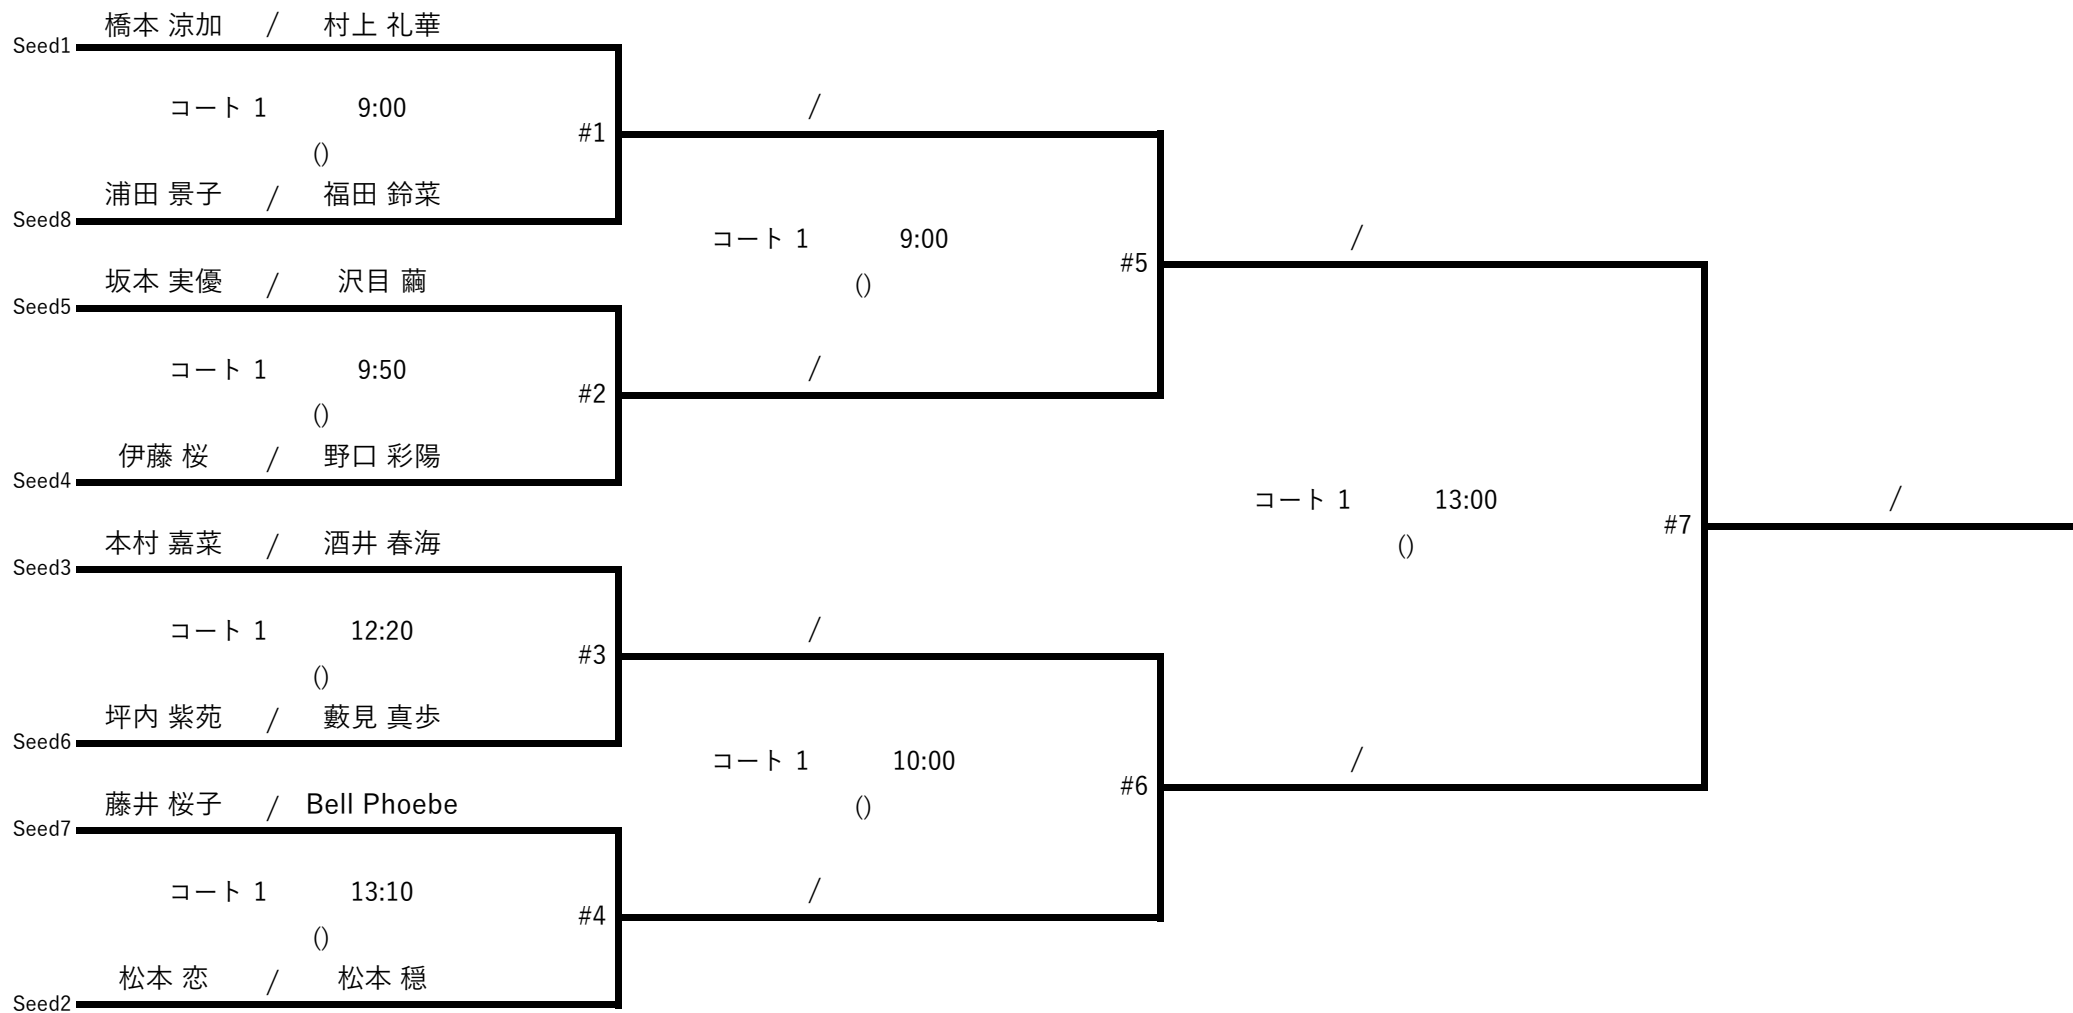 橋本 涼加 / 村上 礼華
Seed1
コート 1 9:00
#1
()
浦田 景子 / 福田 鈴菜
Seed8
坂本 実優 / 沢目 繭
Seed5
コート 1 9:50
#2
()
伊藤 桜 / 野口 彩陽
Seed4
本村 嘉菜 / 酒井 春海
Seed3
コート 1 12:20
#3
()
坪内 紫苑 / 藪見 真歩
Seed6
藤井 桜子 / Bell Phoebe
Seed7
コート 1 13:10
#4
()
松本 恋 / 松本 穏
Seed2
/
コート 1 9:00
#5
()
/
/
コート 1 10:00
#6
()
/
/
コート 1 13:00
#7
()
/
/